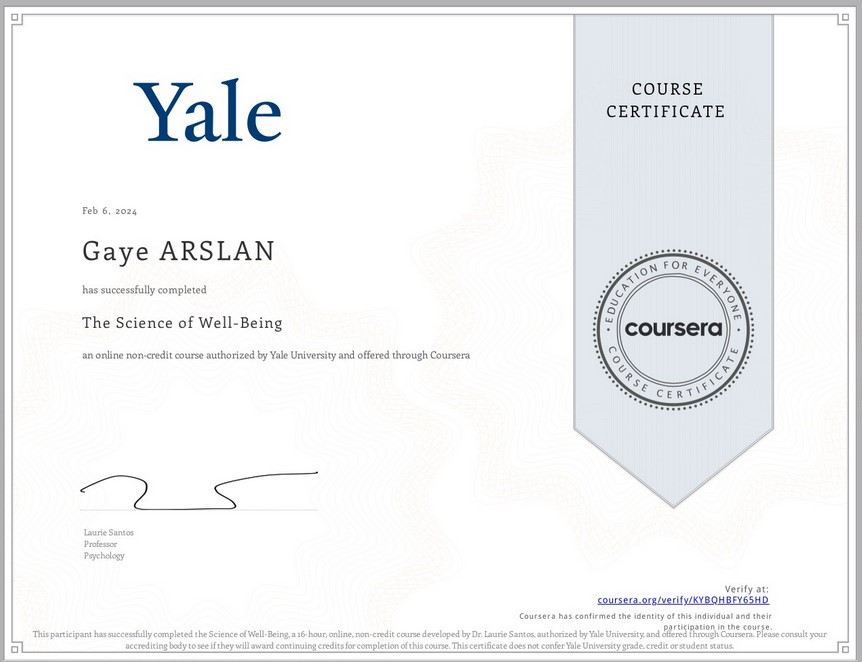 Yale
COURSE
CERTIFICATE
Feb 6, 2024
Gaye ARSLAN
has successfully completed
The Science of Well-Being
an online non-credit course authorized by Yale University and offered through Coursera
EDUCATION FOR EVERYONE
coursera
COURSE CERTIFICATE
Laurie Santos
Professor
Psychology
Verify at:
coursera.org/verify/KYBQHBFY65HD
Coursera has confirmed the identity of this individual and their
participation in the course.
This participant has successfully completed the Science of Well-Being, a 16-hour, online, non-credit course developed by Dr. Laurie Santos, authorized by Yale University, and offered through Coursera. Please consult your
accrediting body to see if they will award continuing credits for completion of this course. This certificate does not confer Yale University grade, credit or student status.